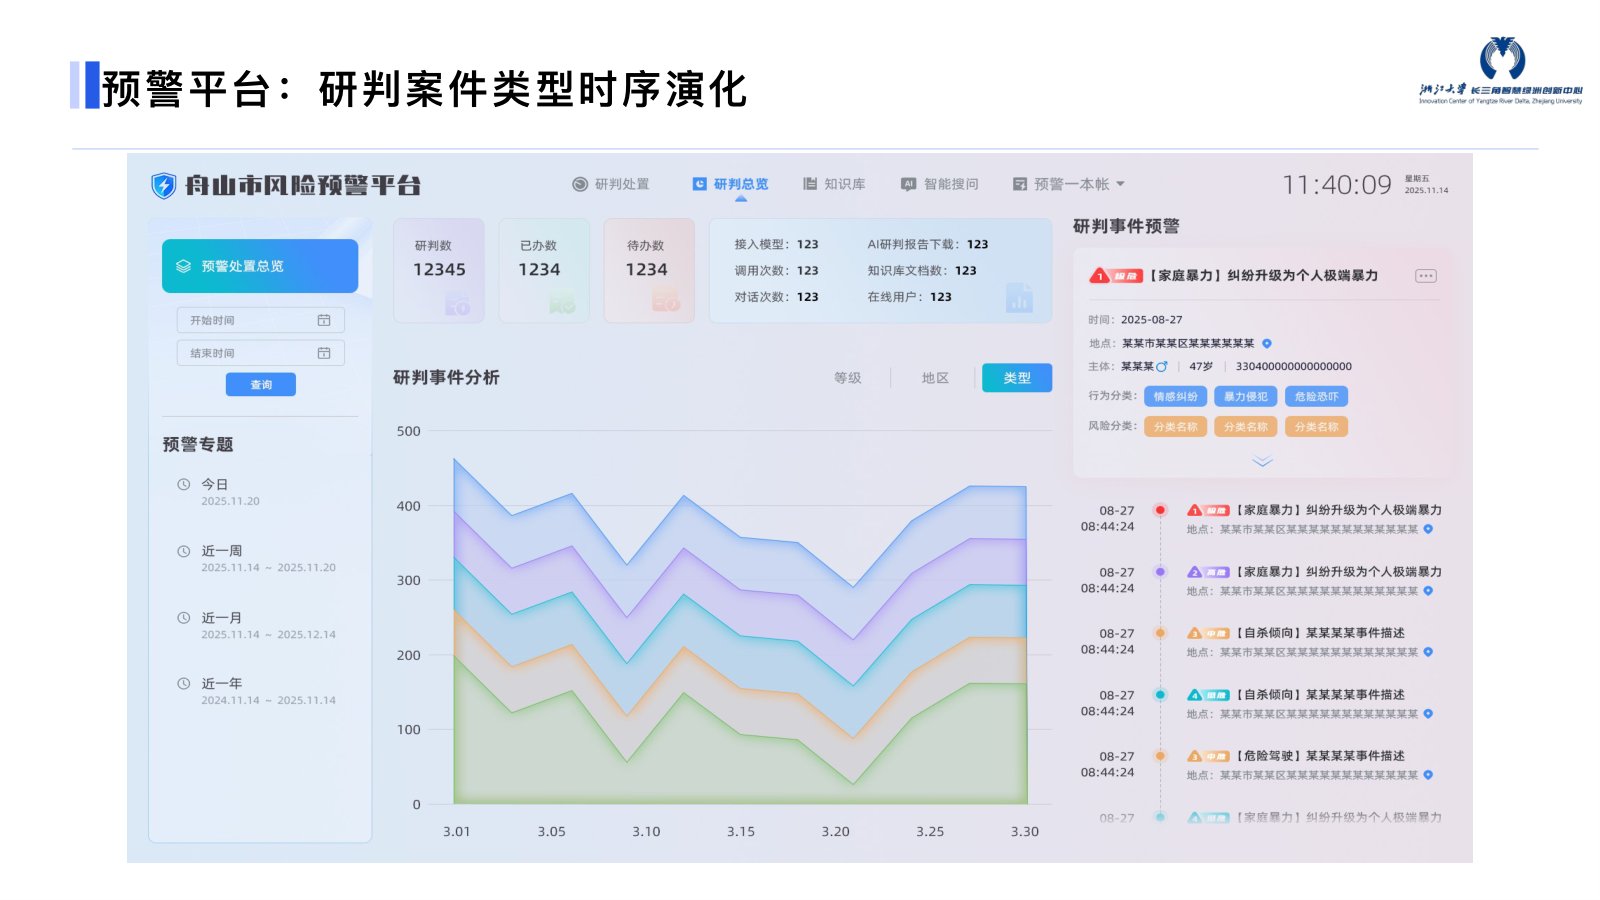 预警平台：研判案件类型时序演化
浙江大学 长三角智慧绿洲创新中心
Innovation Center of Yangtze River Delta, Zhejiang University
舟山市风险预警平台
研判处置
研判总览
知识库
AI 智能搜问
预警一本帐
11:40:09
星期五
2025.11.14
预警处置总览
开始时间
结束时间
查询
预警专题
今日
2025.11.20
近一周
2025.11.14 ~ 2025.11.20
近一月
2025.11.14 ~ 2025.12.14
近一年
2024.11.14 ~ 2025.11.14
研判数
12345
已办数
1234
待办数
1234
接入模型：123
AI研判报告下载：123
调用次数：123
知识库文档数：123
对话次数：123
在线用户：123
研判事件分析
等级
地区
类型
500
400
300
200
100
0
3.01
3.05
3.10
3.15
3.20
3.25
3.30
研判事件预警
1 极危 【家庭暴力】纠纷升级为个人极端暴力
时间：2025-08-27
地点：某某市某某区某某某某某某某
主体：某某某 47岁 330400000000000000
行为分类：情感纠纷 暴力侵犯 危险恐吓
风险分类：分类名称 分类名称 分类名称
08-27
08:44:24
1 极危 【家庭暴力】纠纷升级为个人极端暴力
地点：某某市某某区某某某某某某某某某某某某
08-27
08:44:24
2 高危 【家庭暴力】纠纷升级为个人极端暴力
地点：某某市某某区某某某某某某某某某某某某
08-27
08:44:24
3 中危 【自杀倾向】某某某某事件描述
地点：某某市某某区某某某某某某某某某某某某
08-27
08:44:24
4 低危 【自杀倾向】某某某某事件描述
地点：某某市某某区某某某某某某某某某某某某
08-27
08:44:24
3 中危 【危险驾驶】某某某某事件描述
地点：某某市某某区某某某某某某某某某某某某
08-27
4 低危 【家庭暴力】纠纷升级为个人极端暴力